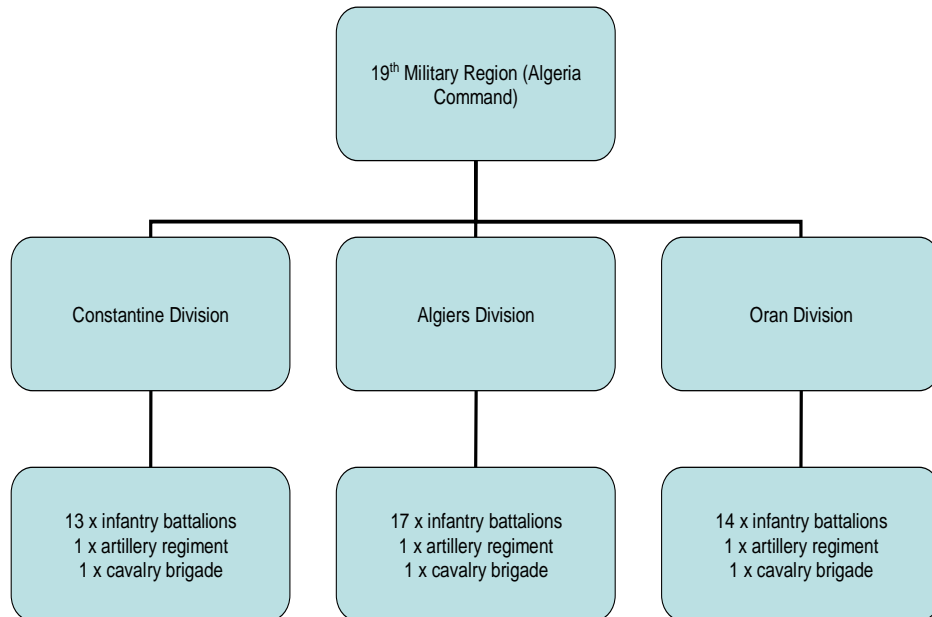 19th Military Region (Algeria
Command)
Constantine Division
Algiers Division
Oran Division
13 x infantry battalions
1 x artillery regiment
1 x cavalry brigade
17 x infantry battalions
1 x artillery regiment
1 x cavalry brigade
14 x infantry battalions
1 x artillery regiment
1 x cavalry brigade